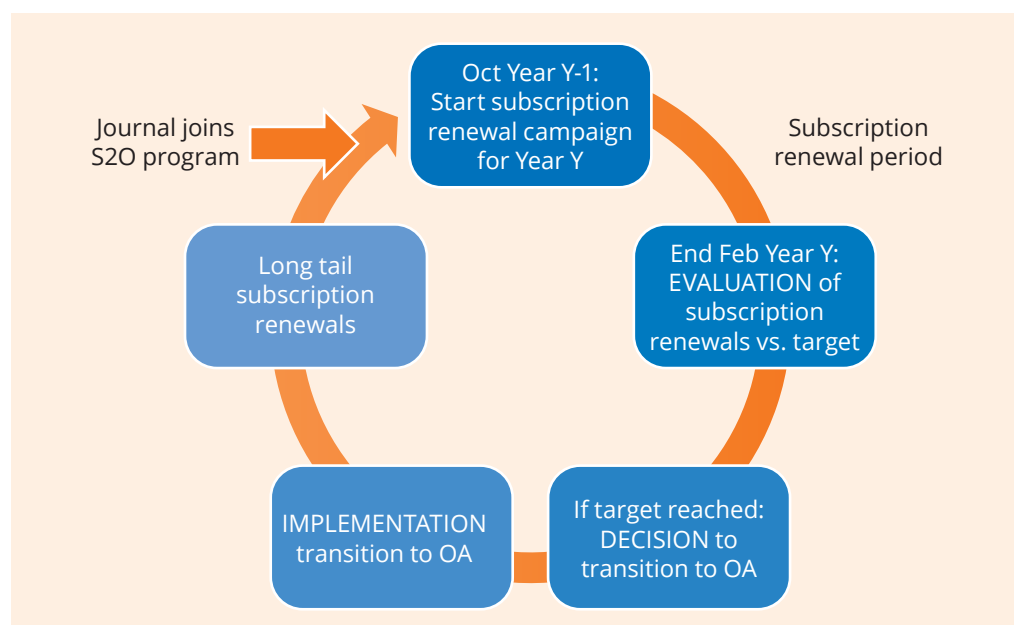 Oct Year Y-1:
Start subscription
renewal campaign
for Year Y
Journal joins
S2O program
Subscription
renewal period
End Feb Year Y:
EVALUATION of
subscription
renewals vs. target
If target reached:
DECISION to
transition to OA
IMPLEMENTATION
transition to OA
Long tail
subscription
renewals